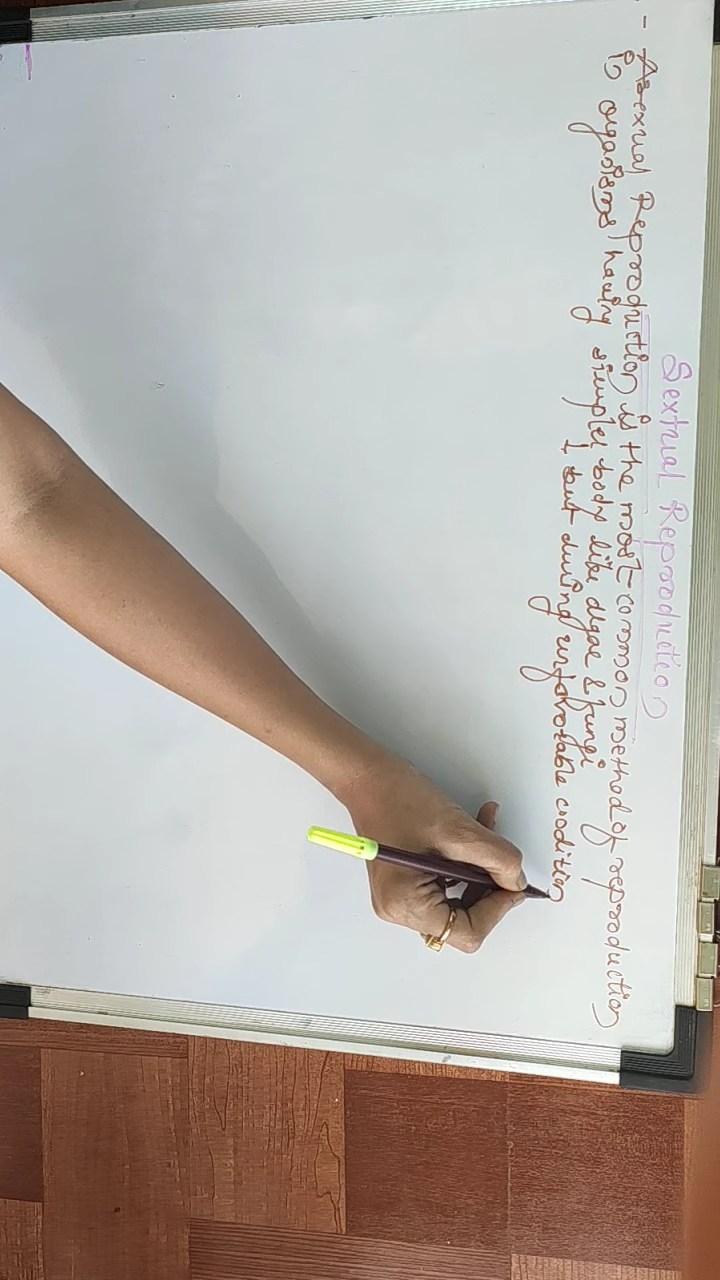 Sextual Reproduction
- Asexual Reproduction is the most common method of reproduction
in organisms having simpler body like algae & fungi
, but during unfavorable condition